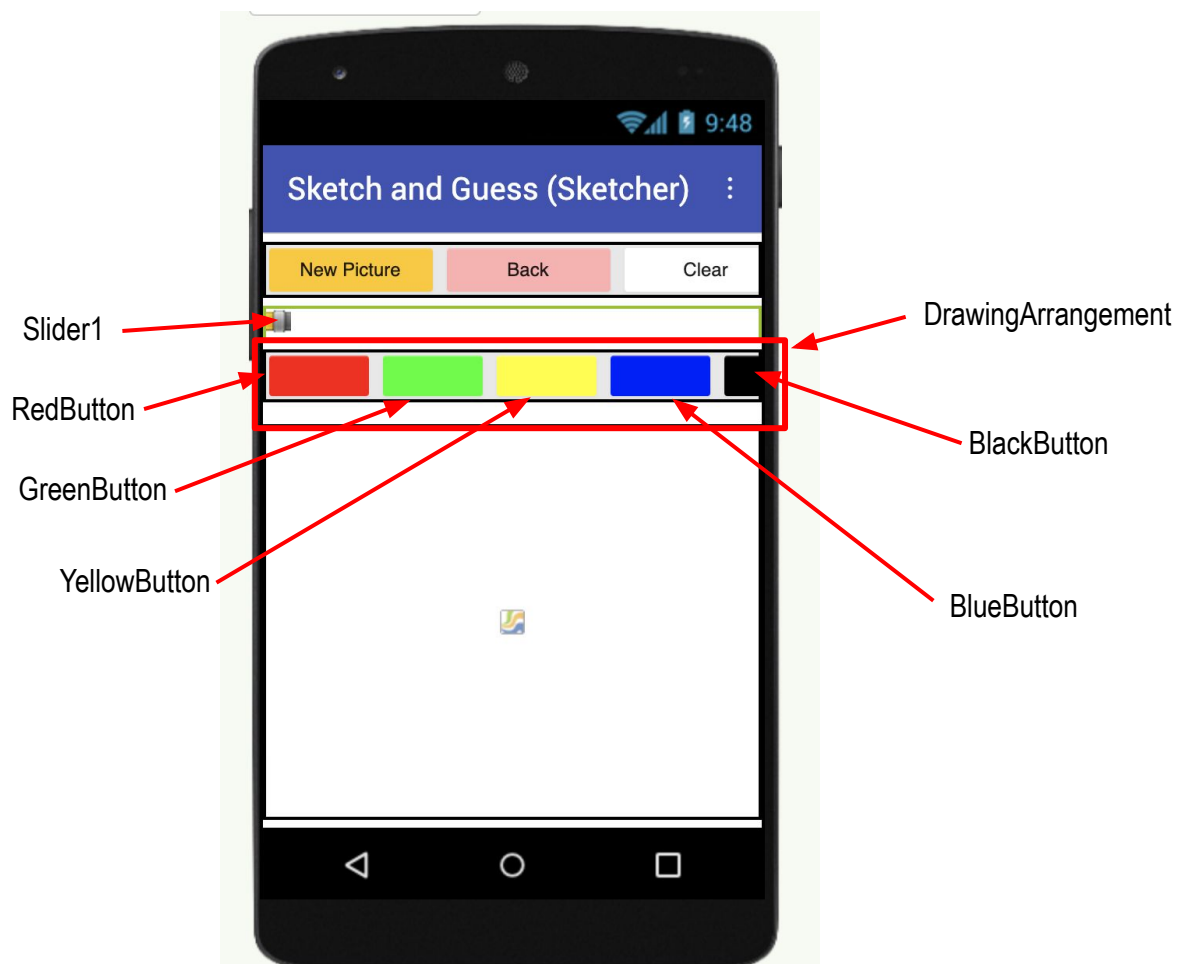 9:48
Sketch and Guess (Sketcher)
New Picture Back Clear
Slider1
DrawingArrangement
RedButton
BlackButton
GreenButton
YellowButton
BlueButton